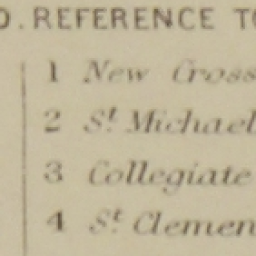 REFERENCE TO
1 New Cross
2 St. Michael
3 Collegiate
4 St. Clemen